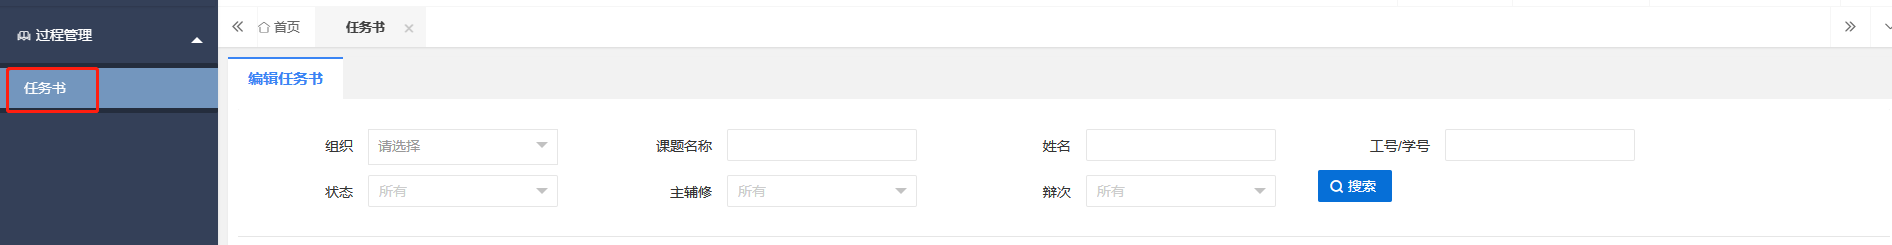 过程管理
任务书
首页 任务书
编辑任务书
组织 请选择 课题名称 姓名 工号/学号
状态 所有 主辅修 所有 辩次 所有 搜索